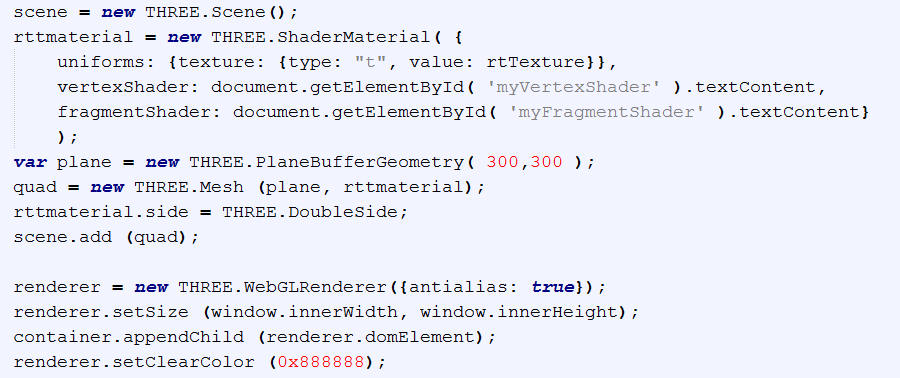 scene = new THREE.Scene();
rttmaterial = new THREE.ShaderMaterial( {
    uniforms: {texture: {type: "t", value: rtTexture}},
    vertexShader: document.getElementById( 'myVertexShader' ).textContent,
    fragmentShader: document.getElementById( 'myFragmentShader' ).textContent}
    );
var plane = new THREE.PlaneBufferGeometry( 300,300 );
quad = new THREE.Mesh (plane, rttmaterial);
rttmaterial.side = THREE.DoubleSide;
scene.add (quad);

renderer = new THREE.WebGLRenderer({antialias: true});
renderer.setSize (window.innerWidth, window.innerHeight);
container.appendChild (renderer.domElement);
renderer.setClearColor (0x888888);